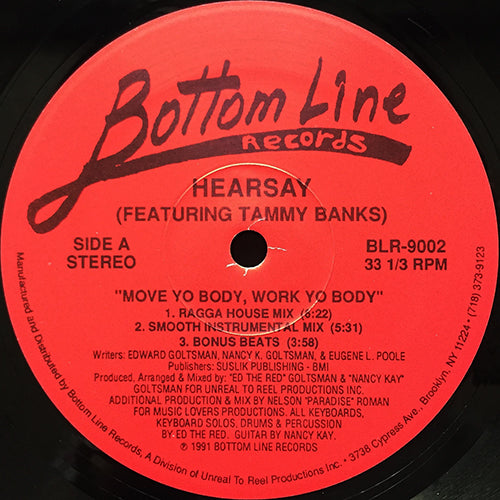 Bottom Line
Records
HEARSAY
(FEATURING TAMMY BANKS)
SIDE A
STEREO
BLR-9002
33 1/3 RPM
"MOVE YO BODY, WORK YO BODY"
1. RAGGA HOUSE MIX (6:22)
2. SMOOTH INSTRUMENTAL MIX (5:31)
3. BONUS BEATS (3:58)
Writers: EDWARD GOLTSMAN, NANCY K. GOLTSMAN, & EUGENE L. POOLE
Publishers: SUSLIK PUBLISHING - BMI
Produced, Arranged & Mixed by: "ED THE RED" GOLTSMAN & "NANCY KAY"
GOLTSMAN FOR UNREAL TO REEL PRODUCTIONS INC.
ADDITIONAL PRODUCTION & MIX BY NELSON "PARADISE" ROMAN
FOR MUSIC LOVERS PRODUCTIONS. ALL KEYBOARDS,
KEYBOARD SOLOS, DRUMS & PERCUSSION
BY ED THE RED. GUITAR BY NANCY KAY.
℗ 1991 BOTTOM LINE RECORDS
Manufactured and Distributed by Bottom Line Records, A Division of Unreal To Reel Productions Inc. • 3738 Cypress Ave., Brooklyn, NY 11224 • (718) 373-9123